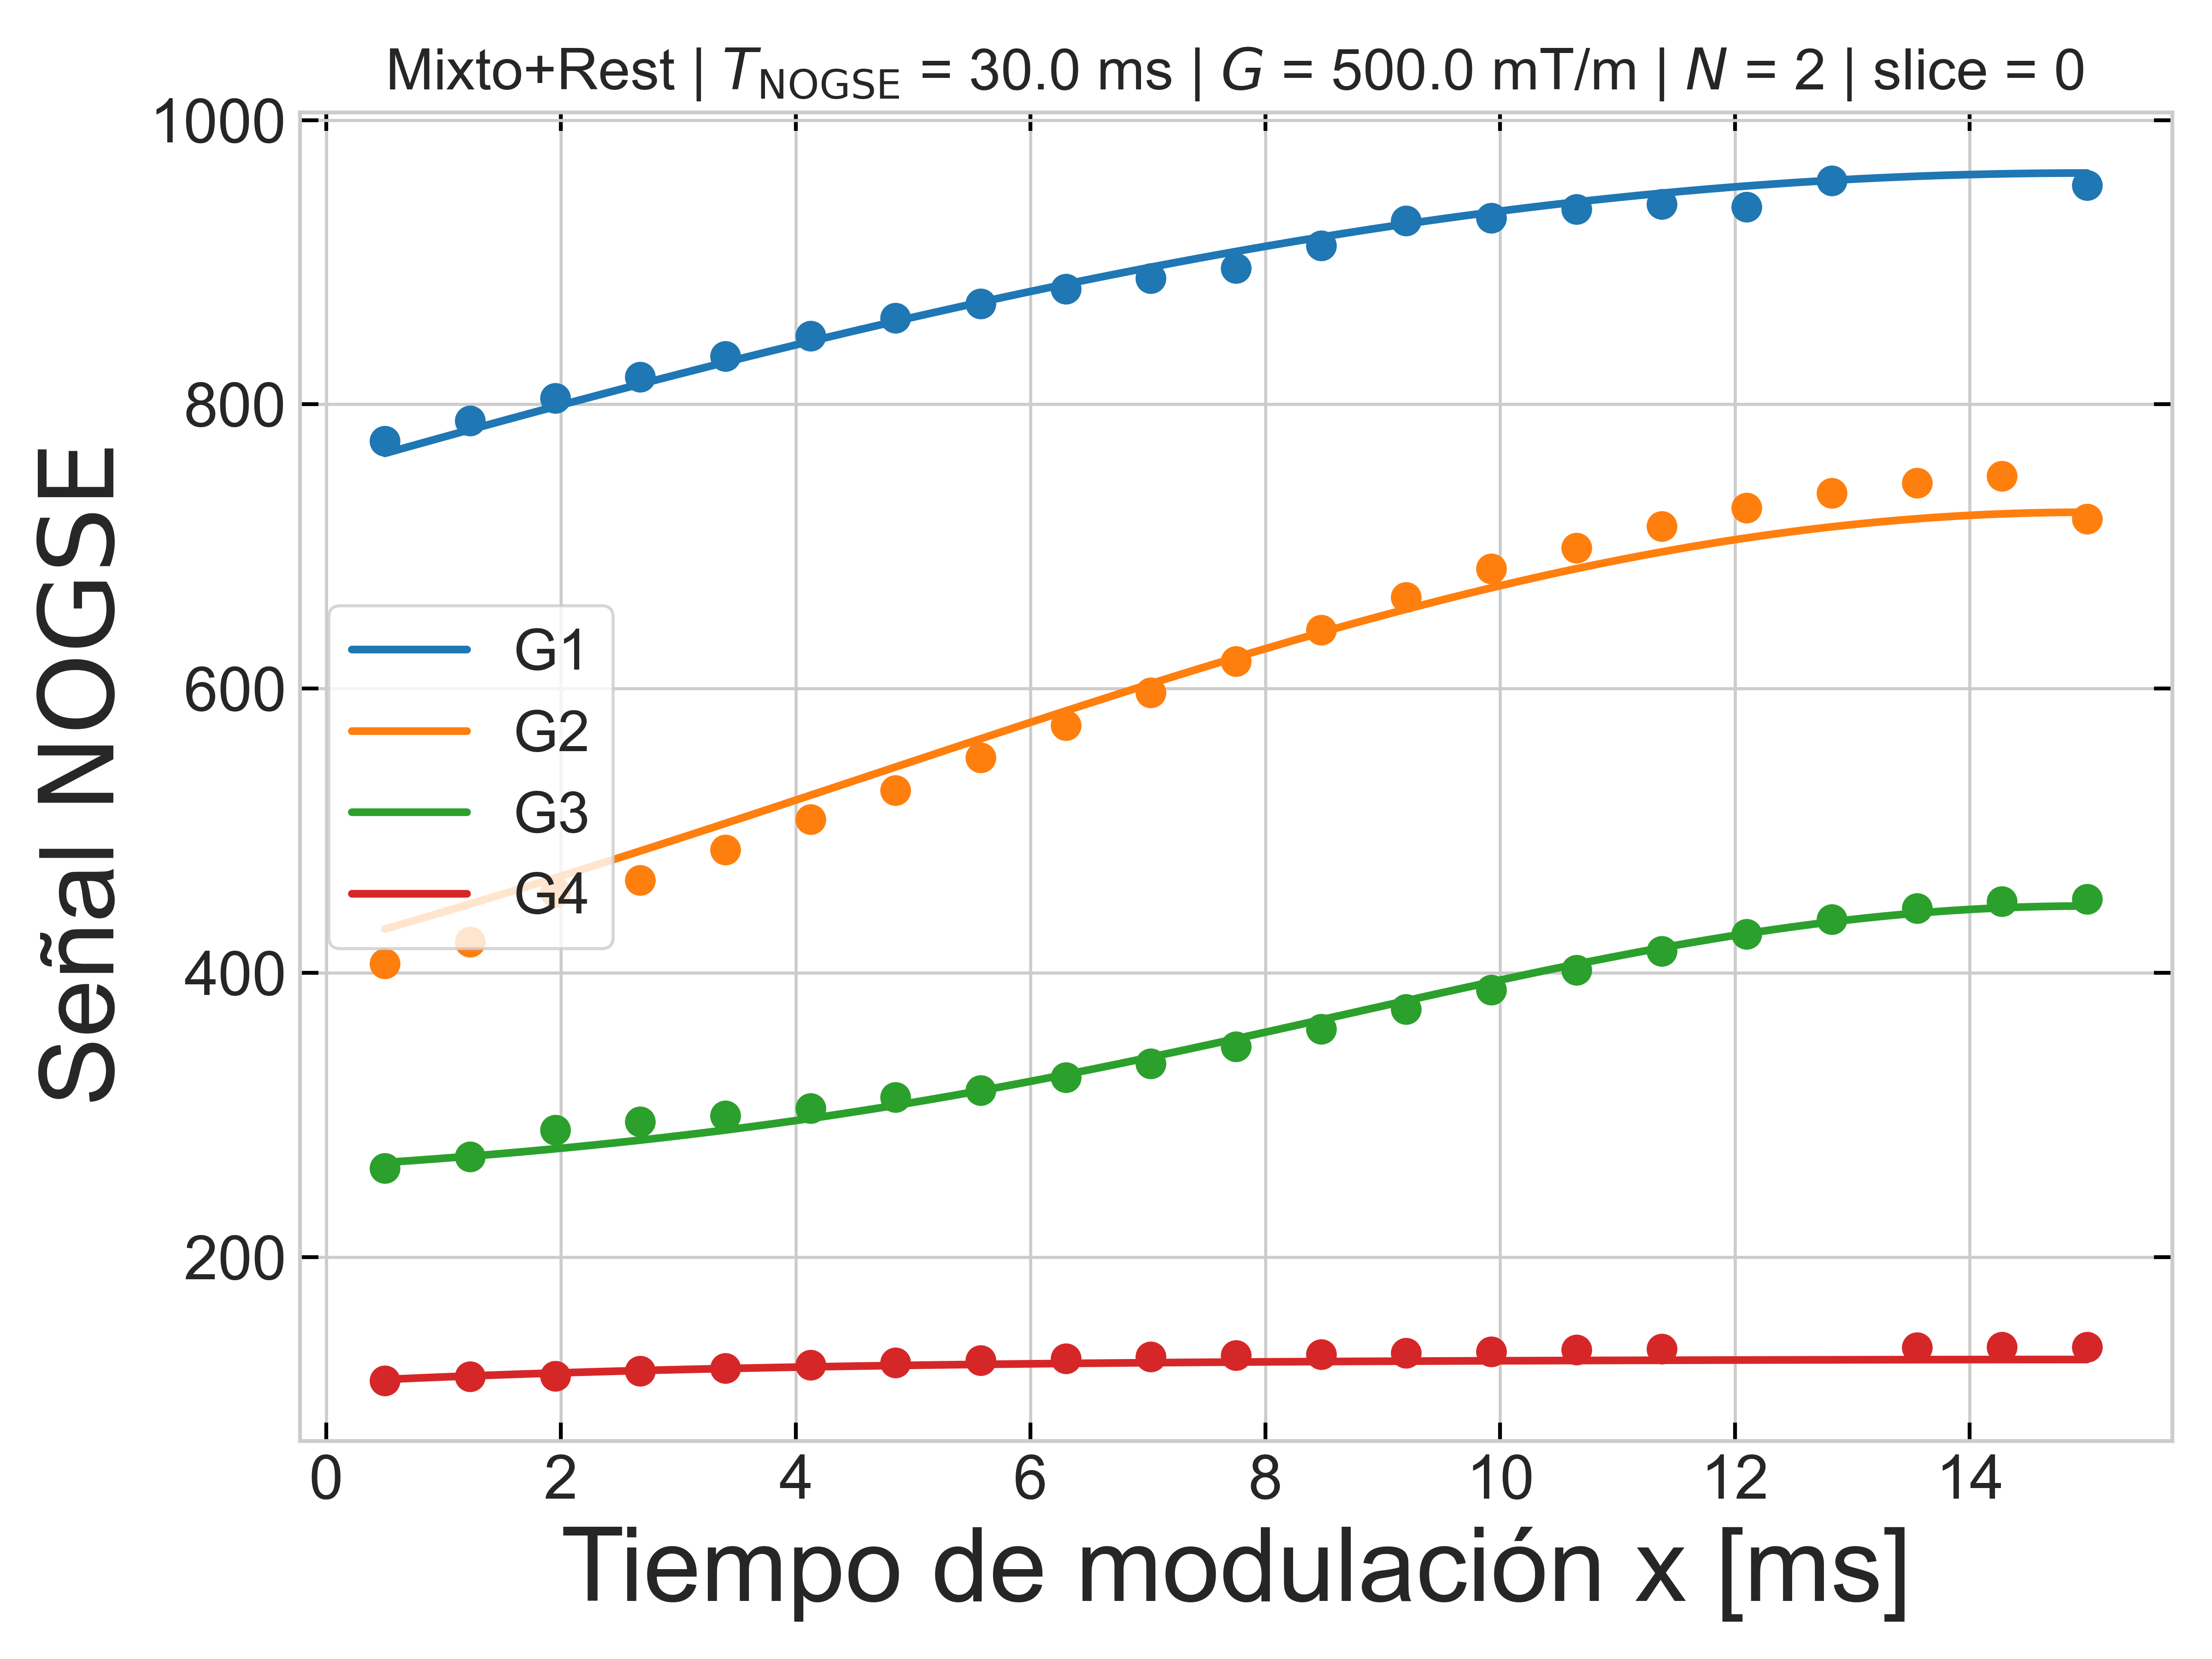 Mixto+Rest | T_NOGSE = 30.0 ms | G = 500.0 mT/m | N = 2 | slice = 0
1000
800
600
400
200
Señal NOGSE
G1
G2
G3
G4
0 2 4 6 8 10 12 14
Tiempo de modulación x [ms]